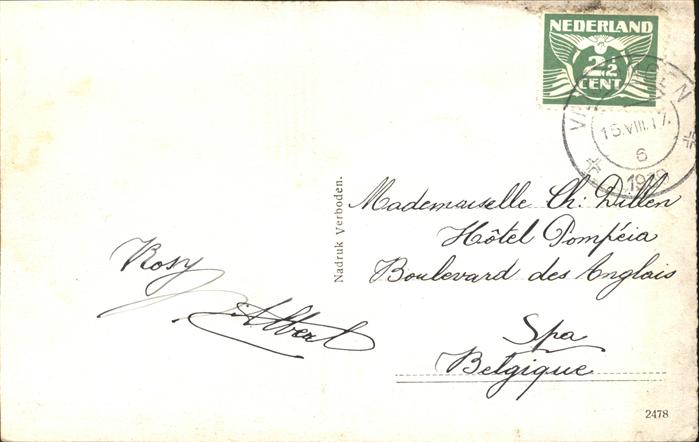 NEDERLAND
2½
CENT
15.VIII.17.
6
Nadruk Verboden.
Mademaiselle Ch: Dillen
Hôtel Pompéia
Boulevard des Anglais
Spa
Belgique
Rosy
Albert
2478